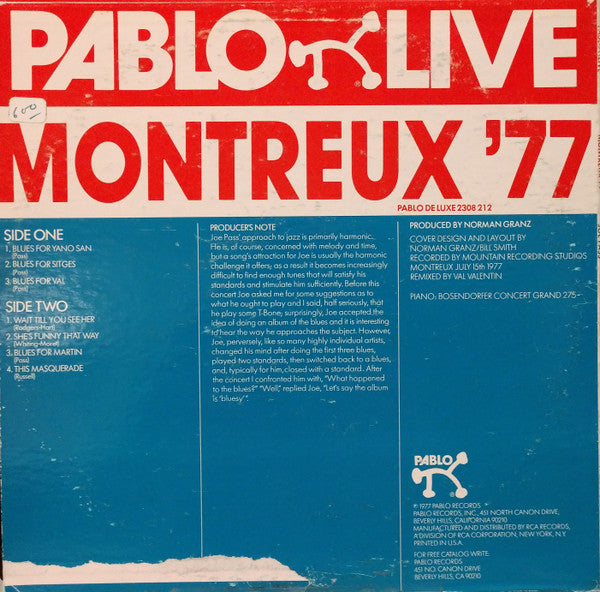 PABLO LIVE
600
MONTREUX '77
PABLO DE LUXE 2308 212
SIDE ONE
1. BLUES FOR YANO SAN
(Pass)
2. BLUES FOR SITGES
(Pass)
3. BLUES FOR VAL
(Pass)
SIDE TWO
1. WAIT TILL YOU SEE HER
(Rodgers-Hart)
2. SHE'S FUNNY THAT WAY
(Whiting-Moret)
3. BLUES FOR MARTIN
(Pass)
4. THIS MASQUERADE
(Russell)
PRODUCER'S NOTE
Joe Pass' approach to jazz is primarily harmonic.
He is, of course, concerned with melody and time,
but a song's attraction for Joe is usually the harmonic
challenge it offers; as a result it becomes increasingly
difficult to find enough tunes that will satisfy his
standards and stimulate him sufficiently. Before this
concert Joe asked me for some suggestions as to
what he ought to play and I said, half seriously, that
he play some T-Bone; surprisingly, Joe accepted the
idea of doing an album of the blues and it is interesting
to hear the way he approaches the subject. However,
Joe, perversely, like so many highly individual artists,
changed his mind after doing the first three blues,
played two standards, then switched back to a blues,
and, typically for him, closed with a standard. After
the concert I confronted him with, "What happened
to the blues?" "Well," replied Joe, "Let's say the album
is 'bluesy'".
PRODUCED BY NORMAN GRANZ
COVER DESIGN AND LAYOUT BY
NORMAN GRANZ/BILL SMITH
RECORDED BY MOUNTAIN RECORDING STUDIOS
MONTREUX JULY 15th 1977
REMIXED BY VAL VALENTIN
PIANO: BOSENDORFER CONCERT GRAND 275
PABLO
®
℗ 1977 PABLO RECORDS
PABLO RECORDS, INC., 451 NORTH CANON DRIVE,
BEVERLY HILLS, CALIFORNIA 90210
MANUFACTURED AND DISTRIBUTED BY RCA RECORDS,
A DIVISION OF RCA CORPORATION, NEW YORK, N.Y.
PRINTED IN U.S.A.
FOR FREE CATALOG WRITE:
PABLO RECORDS
451 NO. CANON DRIVE
BEVERLY HILLS, CA 90210